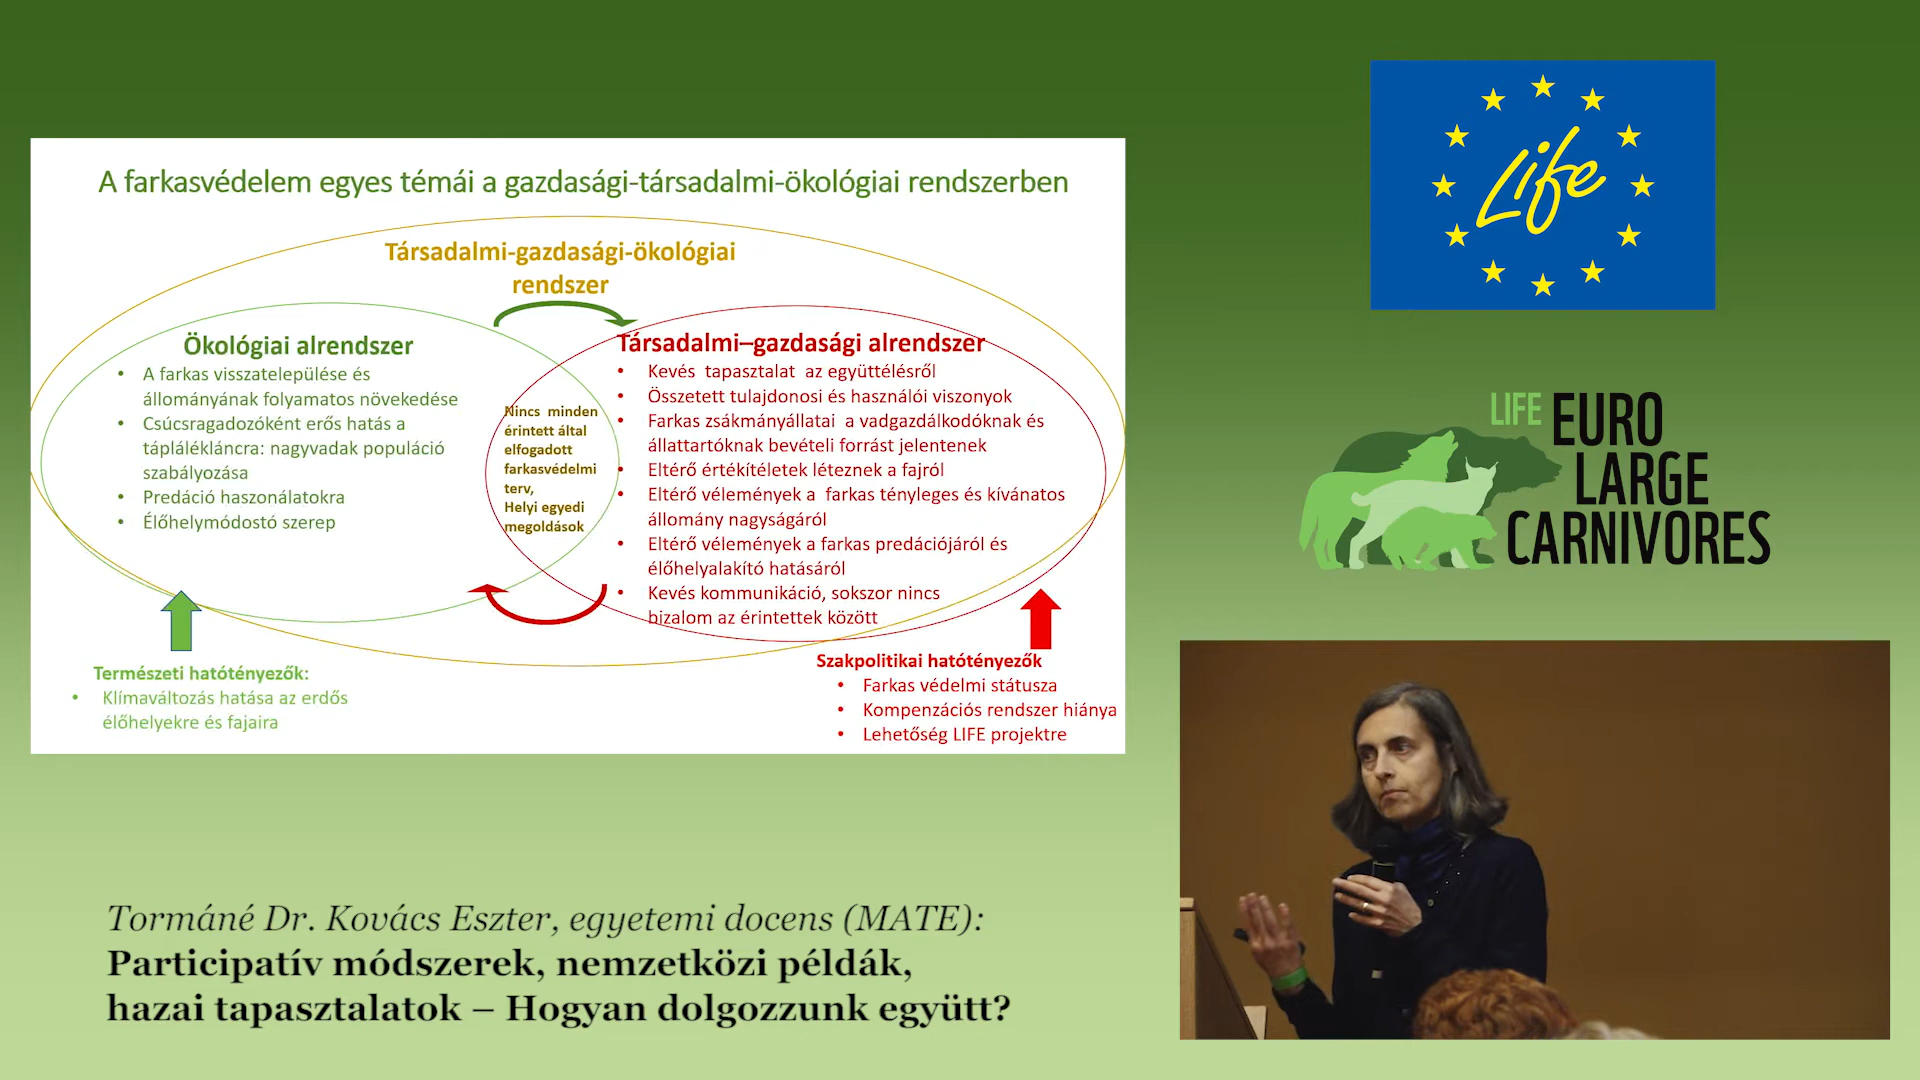 A farkasvédelem egyes témái a gazdasági-társadalmi-ökológiai rendszerben
Társadalmi-gazdasági-ökológiai
rendszer
Ökológiai alrendszer
• A farkas visszatelepülése és
állományának folyamatos növekedése
• Csúcsragadozóként erős hatás a
táplálékláncra: nagyvadak populáció
szabályozása
• Predáció haszonálatokra
• Élőhelymódostó szerep
Nincs minden
érintett által
elfogadott
farkasvédelmi
terv,
Helyi egyedi
megoldások
Társadalmi–gazdasági alrendszer
• Kevés tapasztalat az együttélésről
• Összetett tulajdonosi és használói viszonyok
• Farkas zsákmányállatai a vadgazdálkodóknak és
állattartóknak bevételi forrást jelentenek
• Eltérő értékítéletek léteznek a fajról
• Eltérő vélemények a farkas tényleges és kívánatos
állomány nagyságáról
• Eltérő vélemények a farkas predációjáról és
élőhelyalakító hatásáról
• Kevés kommunikáció, sokszor nincs
bizalom az érintettek között
Természeti hatótényezők:
• Klímaváltozás hatása az erdős
élőhelyekre és fajaira
Szakpolitikai hatótényezők
• Farkas védelmi státusza
• Kompenzációs rendszer hiánya
• Lehetőség LIFE projektre
Life
LIFE EURO
LARGE
CARNIVORES
Tormáné Dr. Kovács Eszter, egyetemi docens (MATE):
Participatív módszerek, nemzetközi példák,
hazai tapasztalatok – Hogyan dolgozzunk együtt?